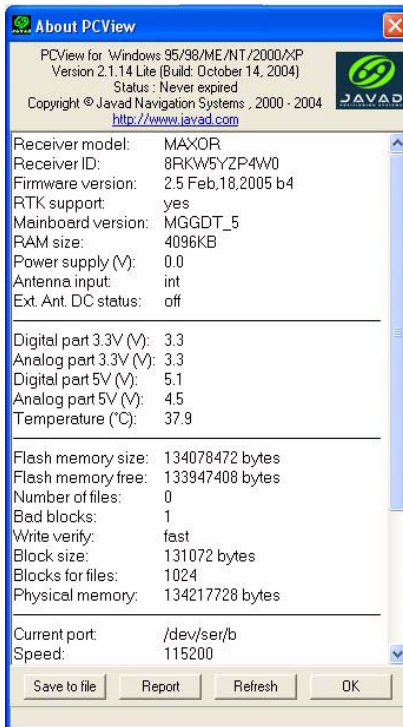 About PCView
PCView for Windows 95/98/ME/NT/2000/XP
Version 2.1.14 Lite (Build: October 14, 2004)
Status : Never expired
Copyright © Javad Navigation Systems , 2000 - 2004
http://www.javad.com
JAVAD
Receiver model: MAXOR
Receiver ID: 8RKW5YZP4W0
Firmware version: 2.5 Feb,18,2005 b4
RTK support: yes
Mainboard version: MGGDT_5
RAM size: 4096KB
Power supply (V): 0.0
Antenna input: int
Ext. Ant. DC status: off
Digital part 3.3V (V): 3.3
Analog part 3.3V (V): 3.3
Digital part 5V (V): 5.1
Analog part 5V (V): 4.5
Temperature (°C): 37.9
Flash memory size: 134078472 bytes
Flash memory free: 133947408 bytes
Number of files: 0
Bad blocks: 1
Write verify: fast
Block size: 131072 bytes
Blocks for files: 1024
Physical memory: 134217728 bytes
Current port: /dev/ser/b
Speed: 115200
Save to file Report Refresh OK